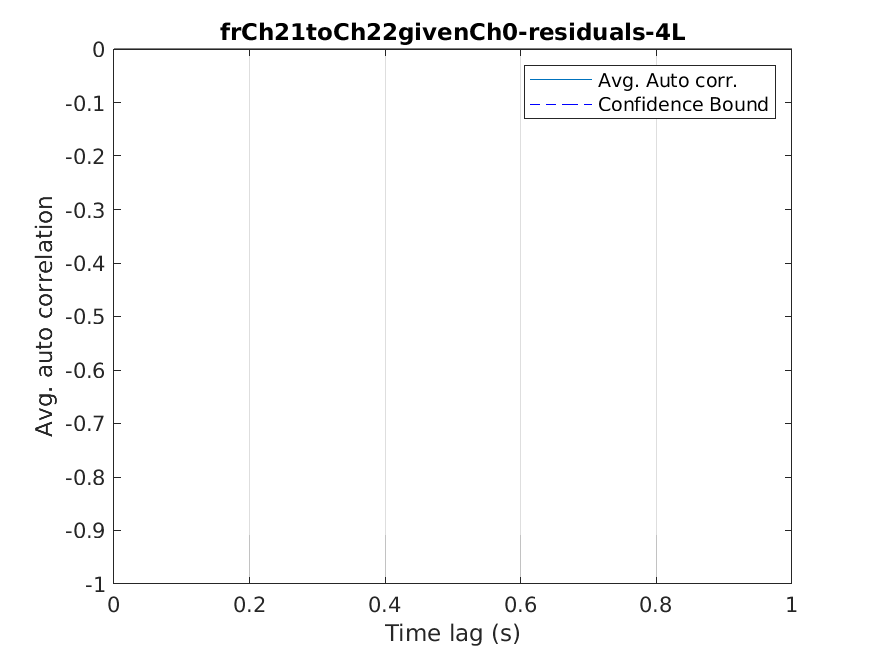 frCh21toCh22givenCh0-residuals-4L
Avg. Auto corr.
Confidence Bound
Avg. auto correlation
0
-0.1
-0.2
-0.3
-0.4
-0.5
-0.6
-0.7
-0.8
-0.9
-1
0 0.2 0.4 0.6 0.8 1
Time lag (s)